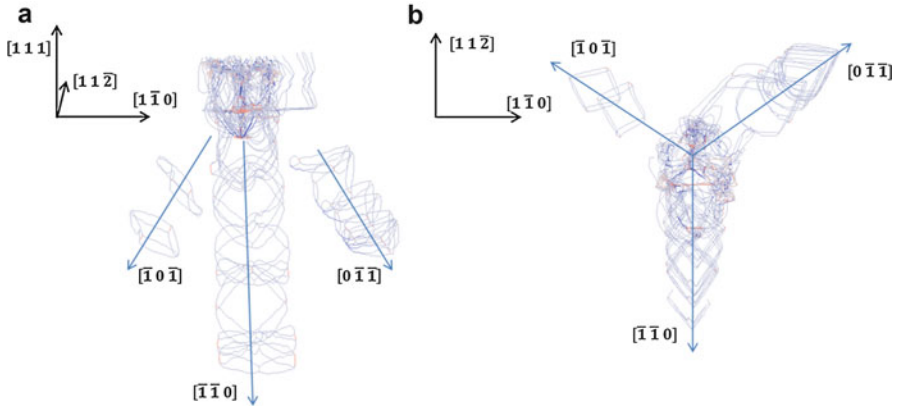 a
[1 1 1]
[1 1 2̅]
[1 1̅ 0]
[1̅ 0 1̅]
[0 1̅ 1̅]
[1̅ 1̅ 0]
b
[1 1 2̅]
[1 1̅ 0]
[1̅ 0 1̅]
[0 1̅ 1̅]
[1̅ 1̅ 0]